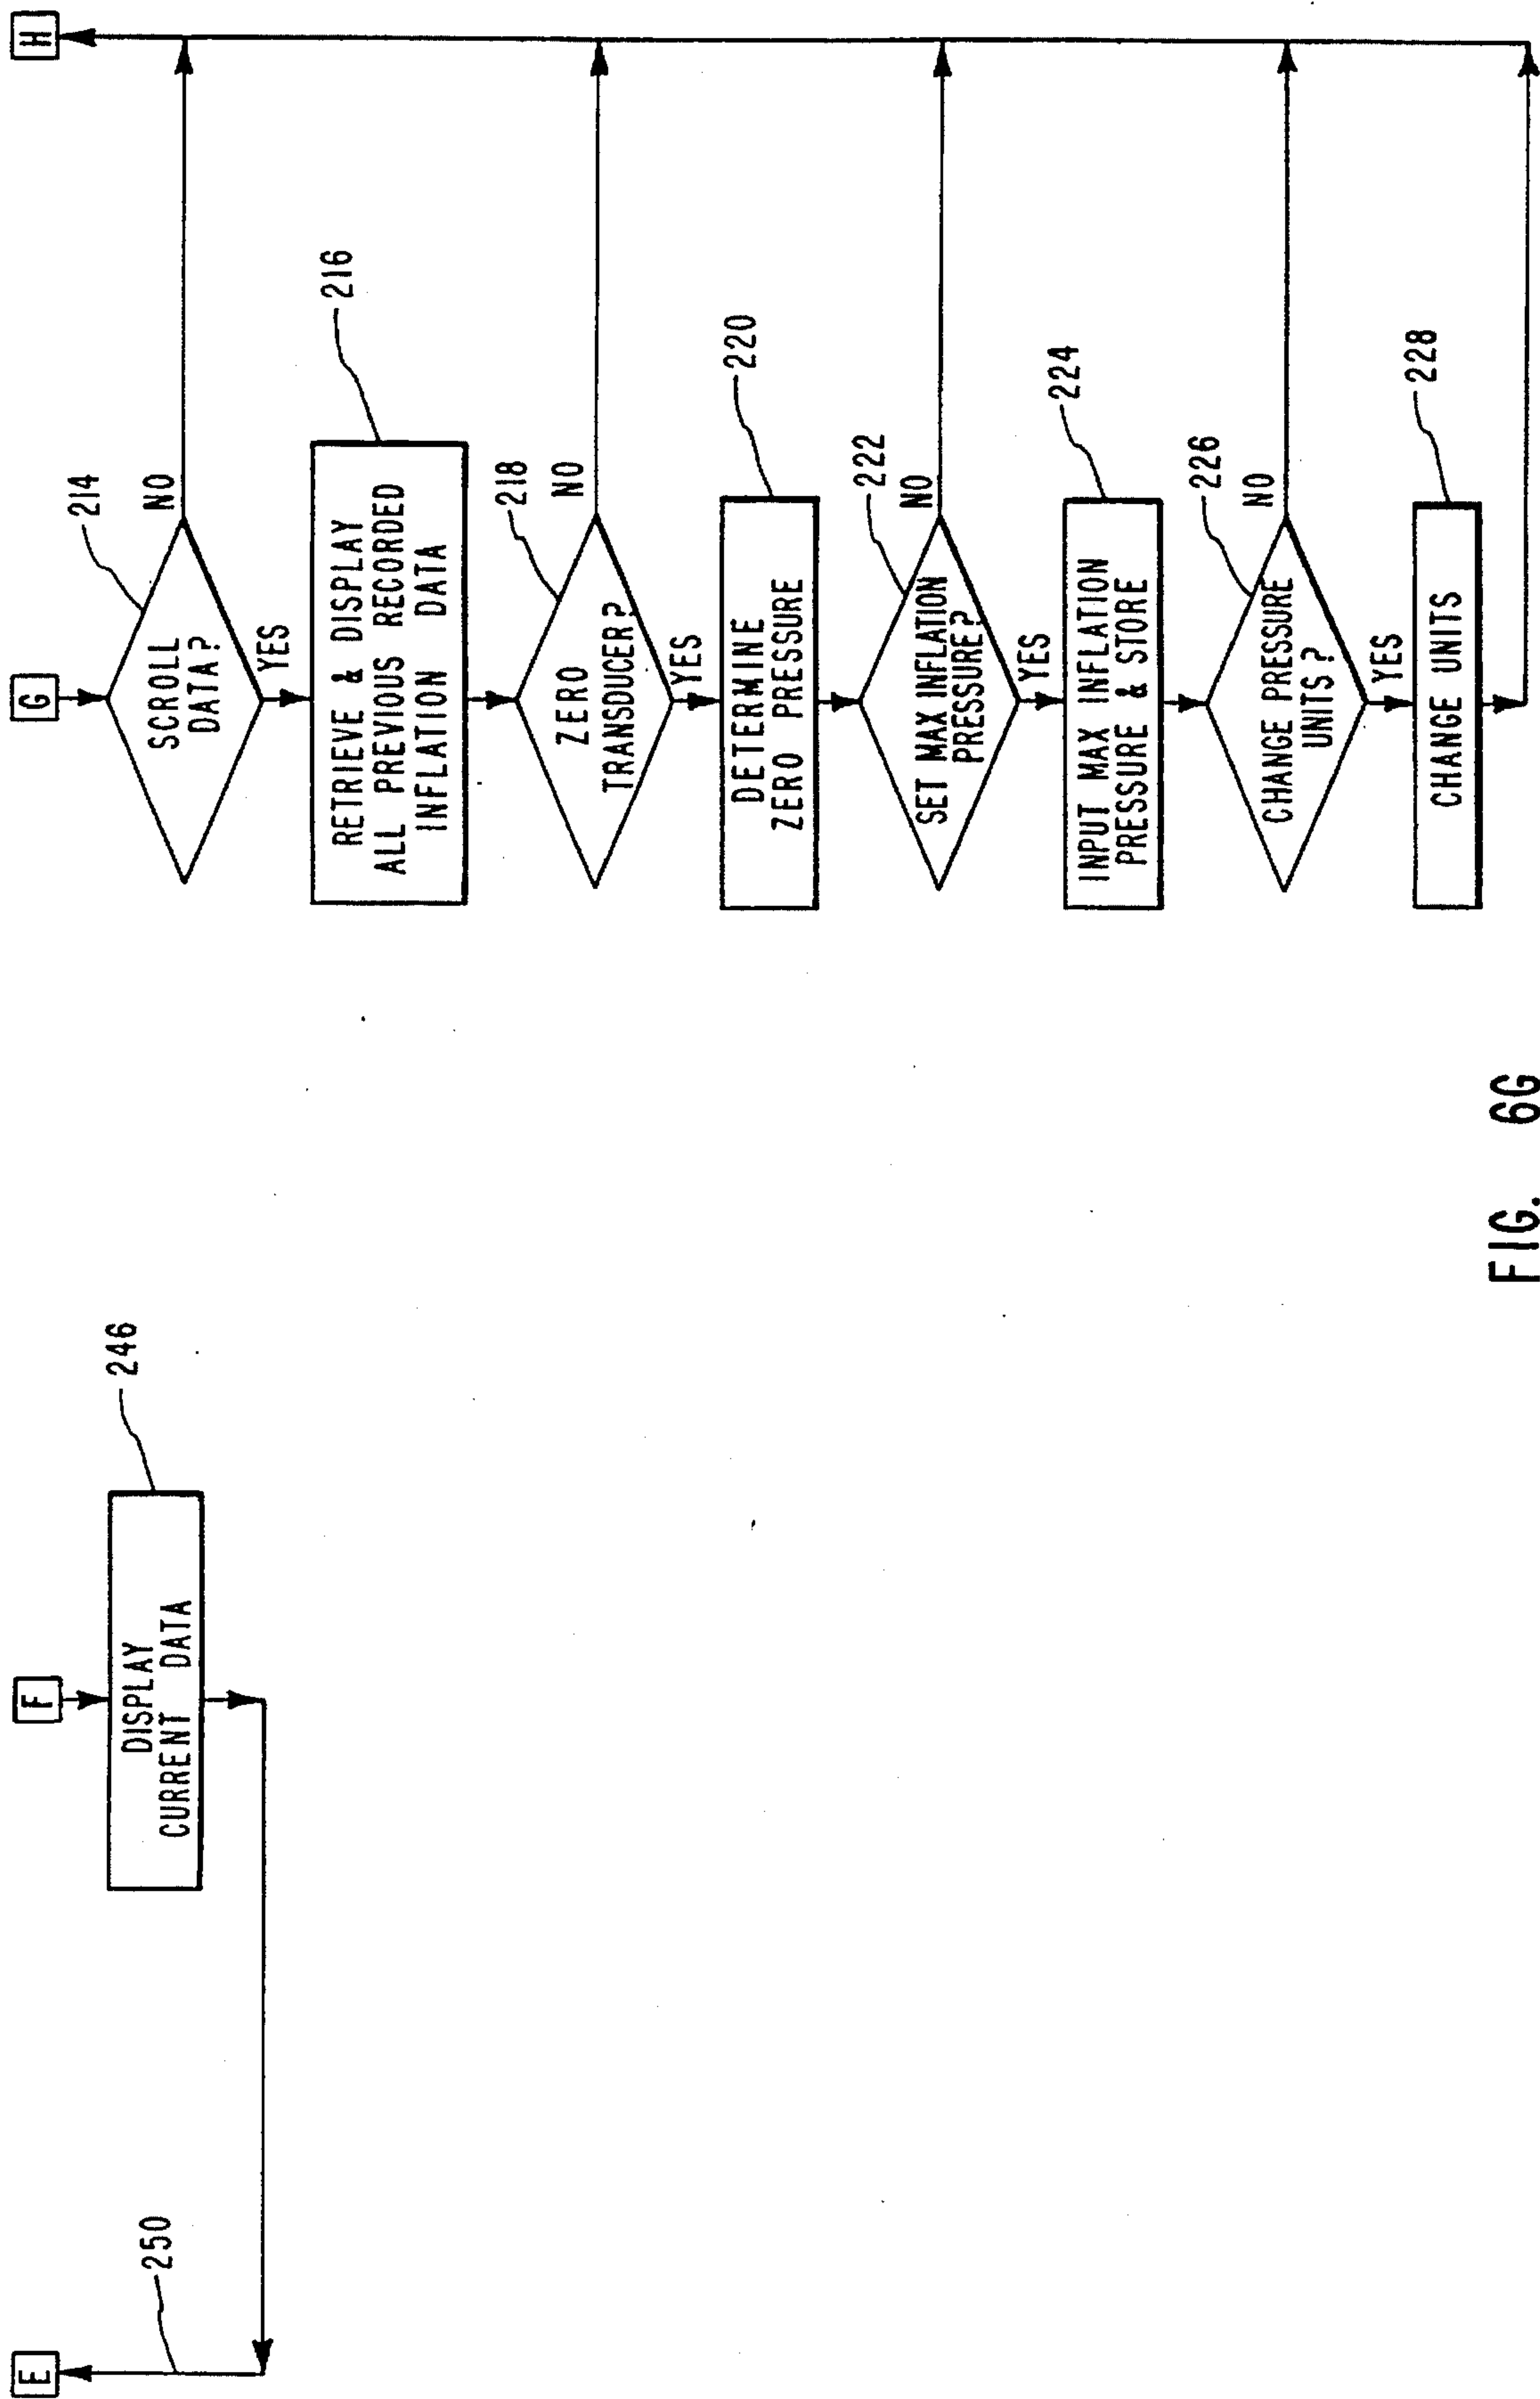 E
250
F
246
DISPLAY
CURRENT DATA
G
H
214
SCROLL
DATA?
NO
YES
216
RETRIEVE & DISPLAY
ALL PREVIOUS RECORDED
INFLATION DATA
218
ZERO
TRANSDUCER?
NO
YES
220
DETERMINE
ZERO PRESSURE
222
SET MAX INFLATION
PRESSURE?
NO
YES
224
INPUT MAX INFLATION
PRESSURE & STORE
226
CHANGE PRESSURE
UNITS?
NO
YES
228
CHANGE UNITS
FIG. 6G